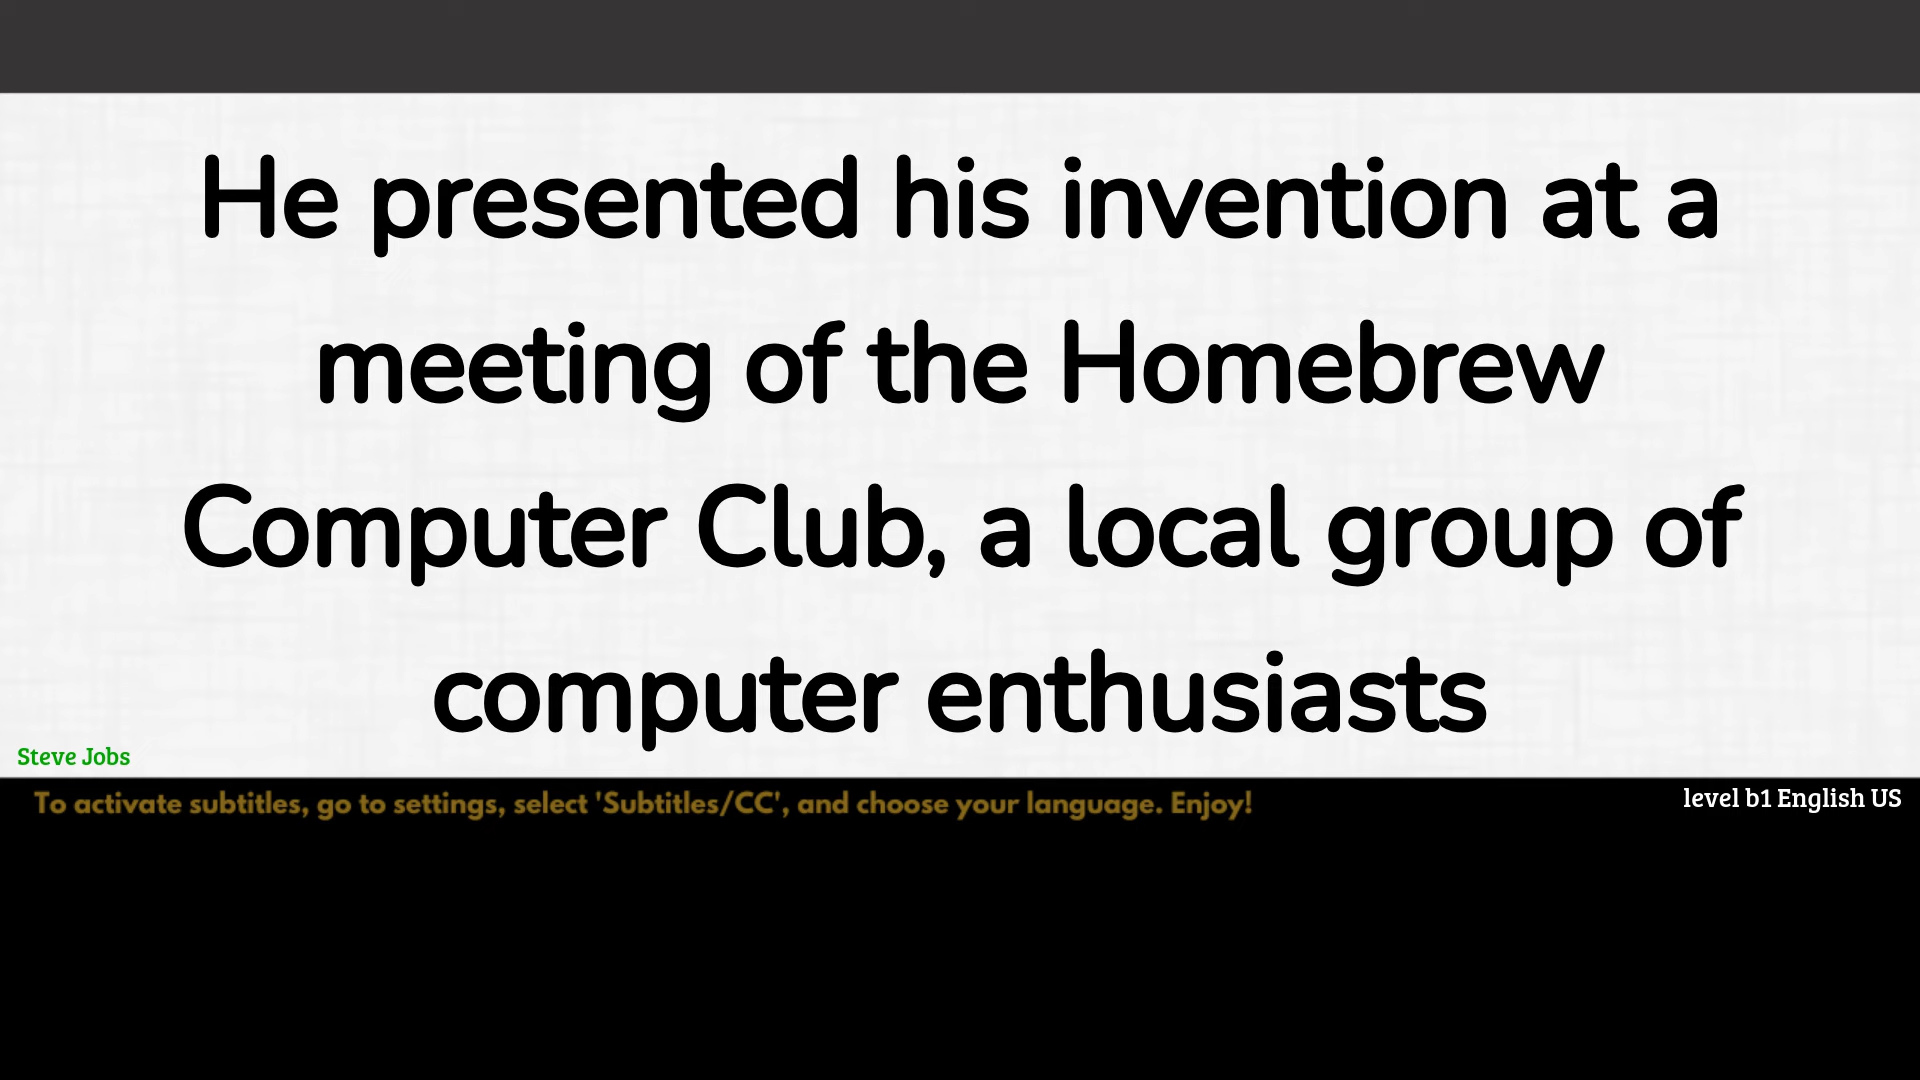 He presented his invention at a
meeting of the Homebrew
Computer Club, a local group of
computer enthusiasts
Steve Jobs
To activate subtitles, go to settings, select 'Subtitles/CC', and choose your language. Enjoy!
level b1 English US